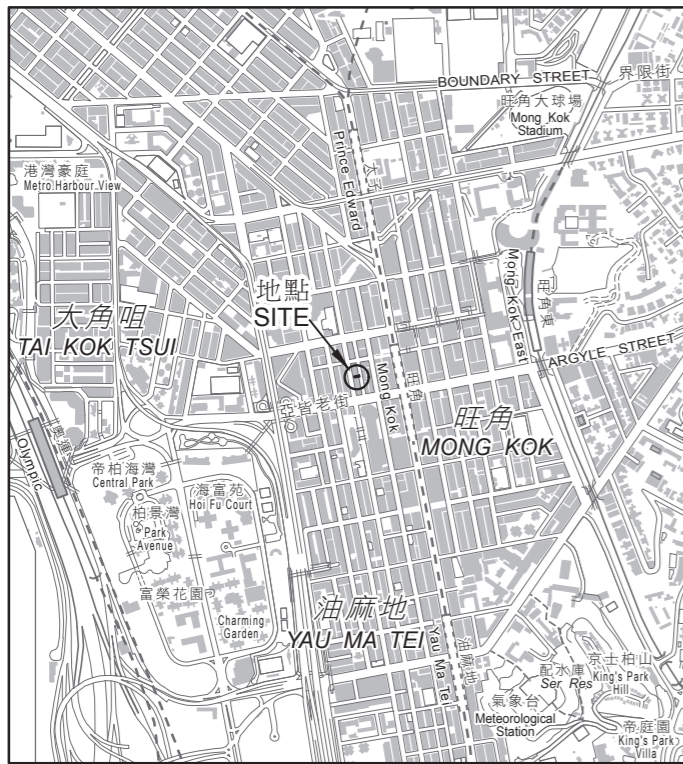 BOUNDARY STREET
界限街
旺角大球場
Mong Kok
Stadium
太子
Prince Edward
港灣豪庭
Metro Harbour View
地點
SITE
大角咀
TAI KOK TSUI
Mong Kok East
旺角東
ARGYLE STREET
亞皆老街
Mong Kok
旺角
旺角
MONG KOK
Olympic
奧運
帝柏海灣
Central Park
海富苑
Hoi Fu Court
柏景灣
Park
Avenue
富榮花園
Charming
Garden
油麻地
YAU MA TEI
Yau Ma tei
油麻地
配水庫
Ser Res
京士柏山
King's Park
Hill
氣象台
Meteorological
Station
帝庭園
King's Park
Villa